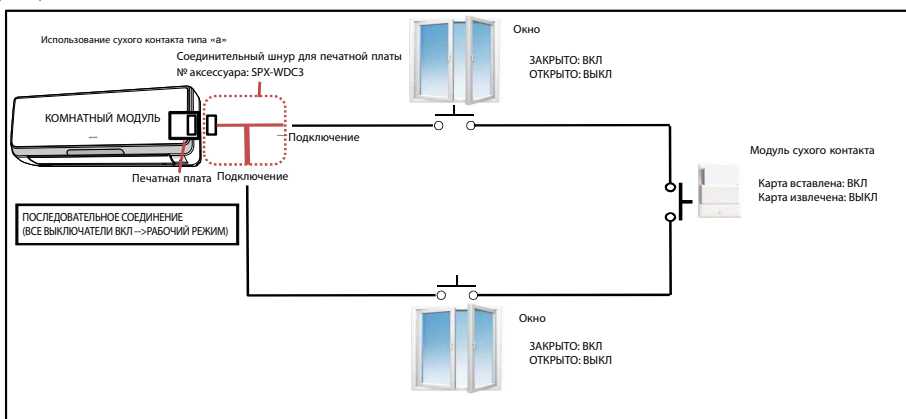 Использование сухого контакта типа «а»
Соединительный шнур для печатной платы
№ аксессуара: SPX-WDC3
КОМНАТНЫЙ МОДУЛЬ
Печатная плата
Подключение
Подключение
ПОСЛЕДОВАТЕЛЬНОЕ СОЕДИНЕНИЕ
(ВСЕ ВЫКЛЮЧАТЕЛИ ВКЛ -->РАБОЧИЙ РЕЖИМ)
Окно
ЗАКРЫТО: ВКЛ
ОТКРЫТО: ВЫКЛ
Модуль сухого контакта
Карта вставлена: ВКЛ
Карта извлечена: ВЫКЛ
Окно
ЗАКРЫТО: ВКЛ
ОТКРЫТО: ВЫКЛ